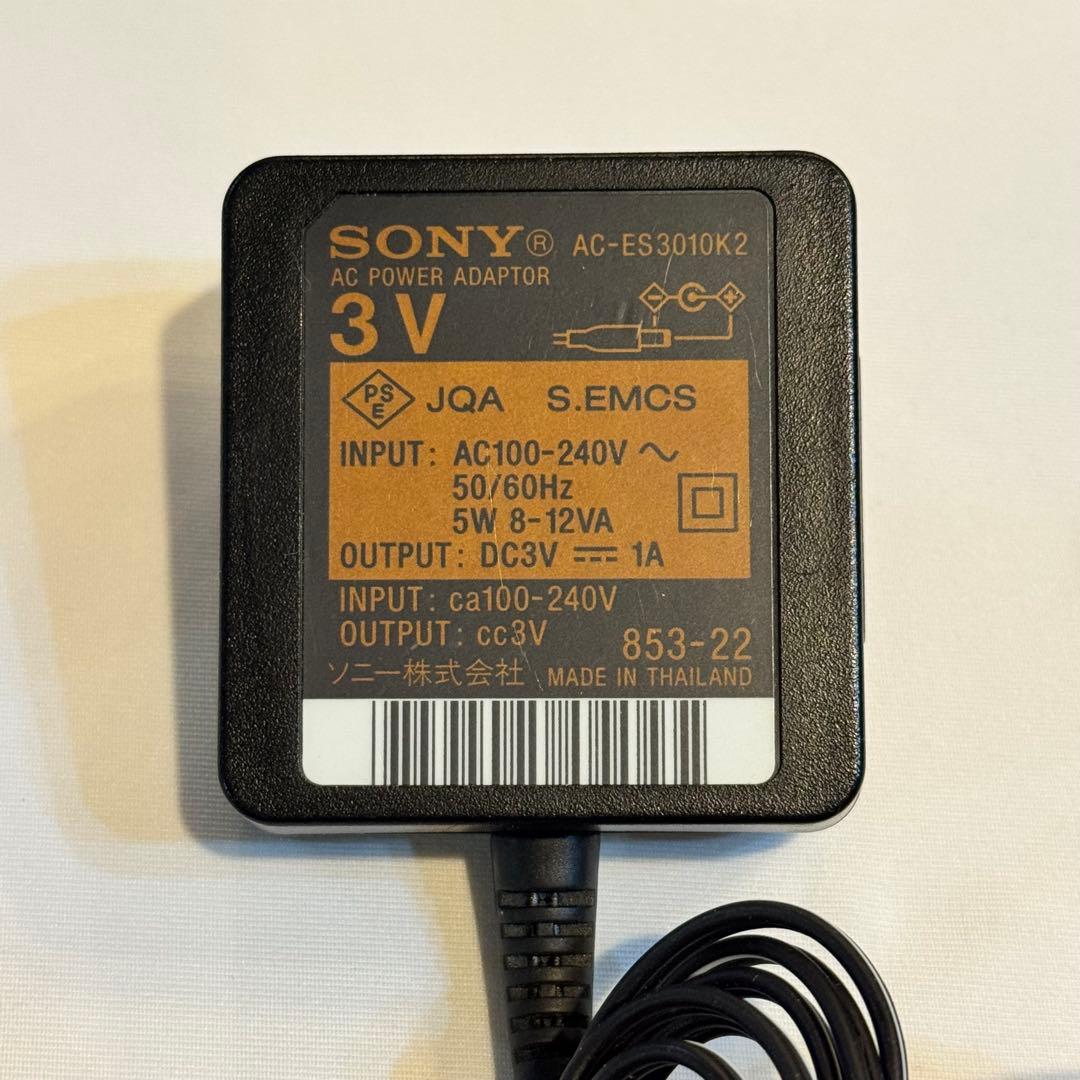 SONY® AC-ES3010K2
AC POWER ADAPTOR
3V
PSE JQA S.EMCS
INPUT: AC100-240V ~
50/60Hz
5W 8-12VA
OUTPUT: DC3V ⎓ 1A
INPUT: ca100-240V
OUTPUT: cc3V 853-22
ソニー株式会社 MADE IN THAILAND